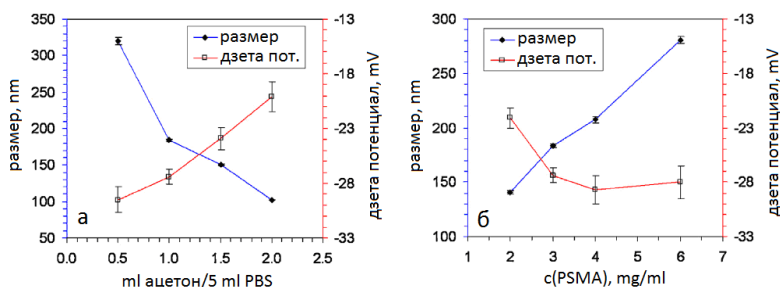 размер
дзета пот.
350
300
250
200
150
100
50
-13
-18
-23
-28
-33
0.0
0.5
1.0
1.5
2.0
2.5
размер, nm
дзета потенциал, mV
ml ацетон/5 ml PBS
а
размер
дзета пот.
300
250
200
150
100
-13
-18
-23
-28
-33
1
2
3
4
5
6
7
размер, nm
дзета потенциал, mV
c(PSMA), mg/ml
б